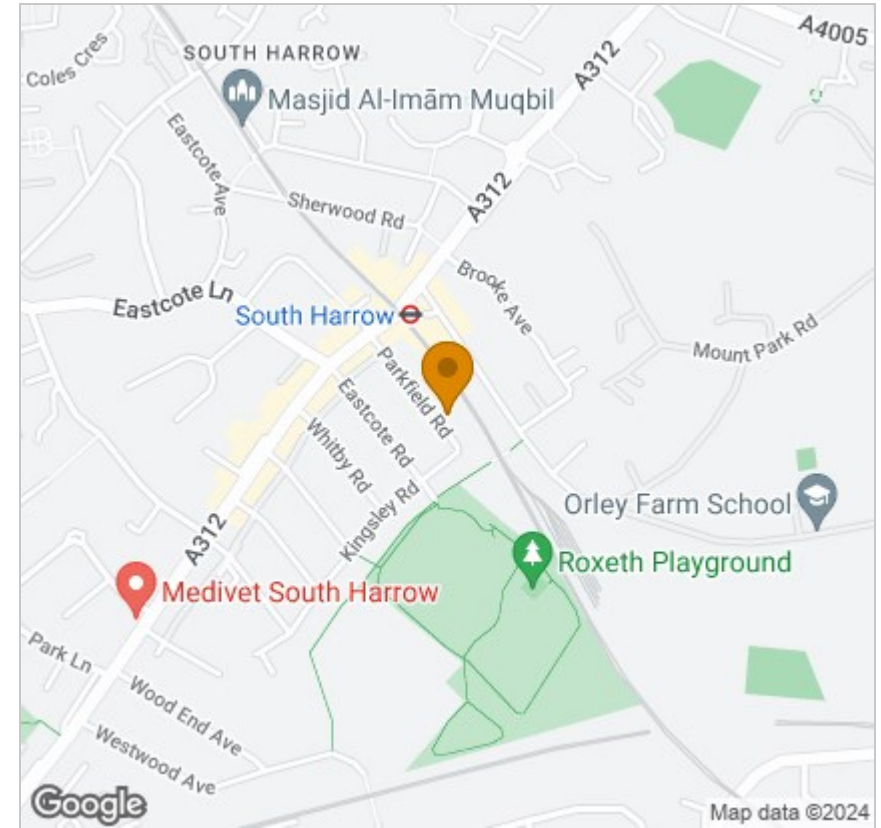 A4005
SOUTH HARROW
A312
Coles Cres
Masjid Al-Imām Muqbil
Eastcote Ave
A312
Sherwood Rd
Brooke Ave
Eastcote Ln
South Harrow
Mount Park Rd
Parkfield Rd
Eastcote Rd
Whitby Rd
Kingsley Rd
Orley Farm School
A312
Roxeth Playground
Medivet South Harrow
Park Ln
Wood End Ave
Westwood Ave
Google
Map data ©2024